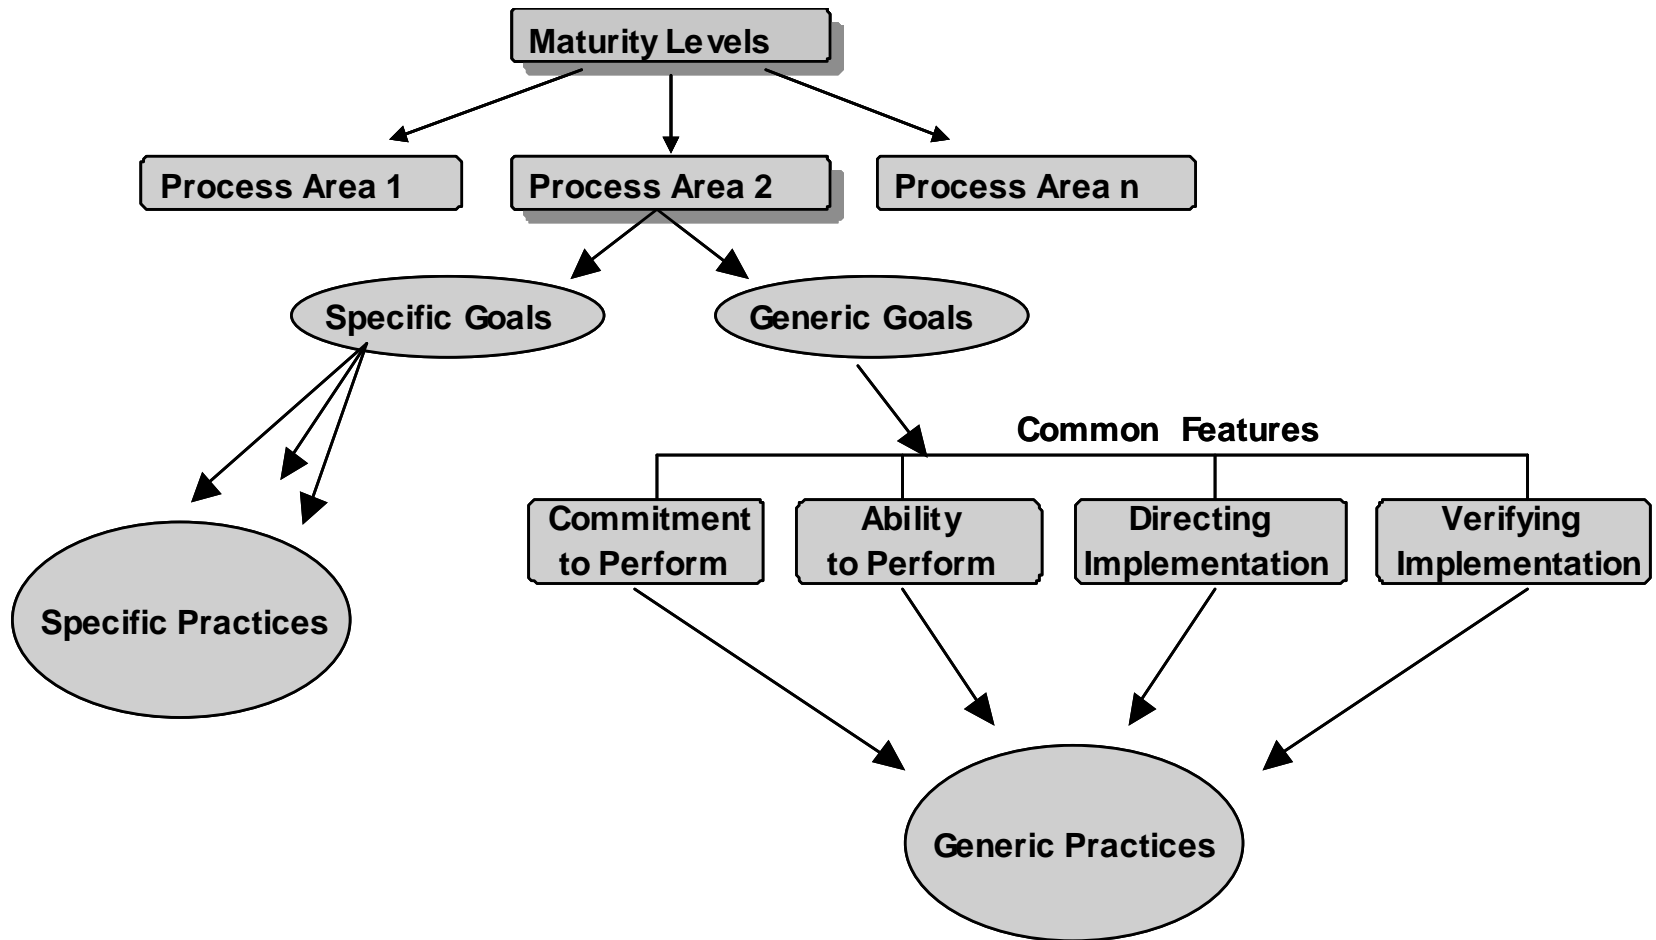 Maturity Levels
Process Area 1
Process Area 2
Process Area n
Specific Goals
Generic Goals
Common Features
Commitment
to Perform
Ability
to Perform
Directing
Implementation
Verifying
Implementation
Specific Practices
Generic Practices